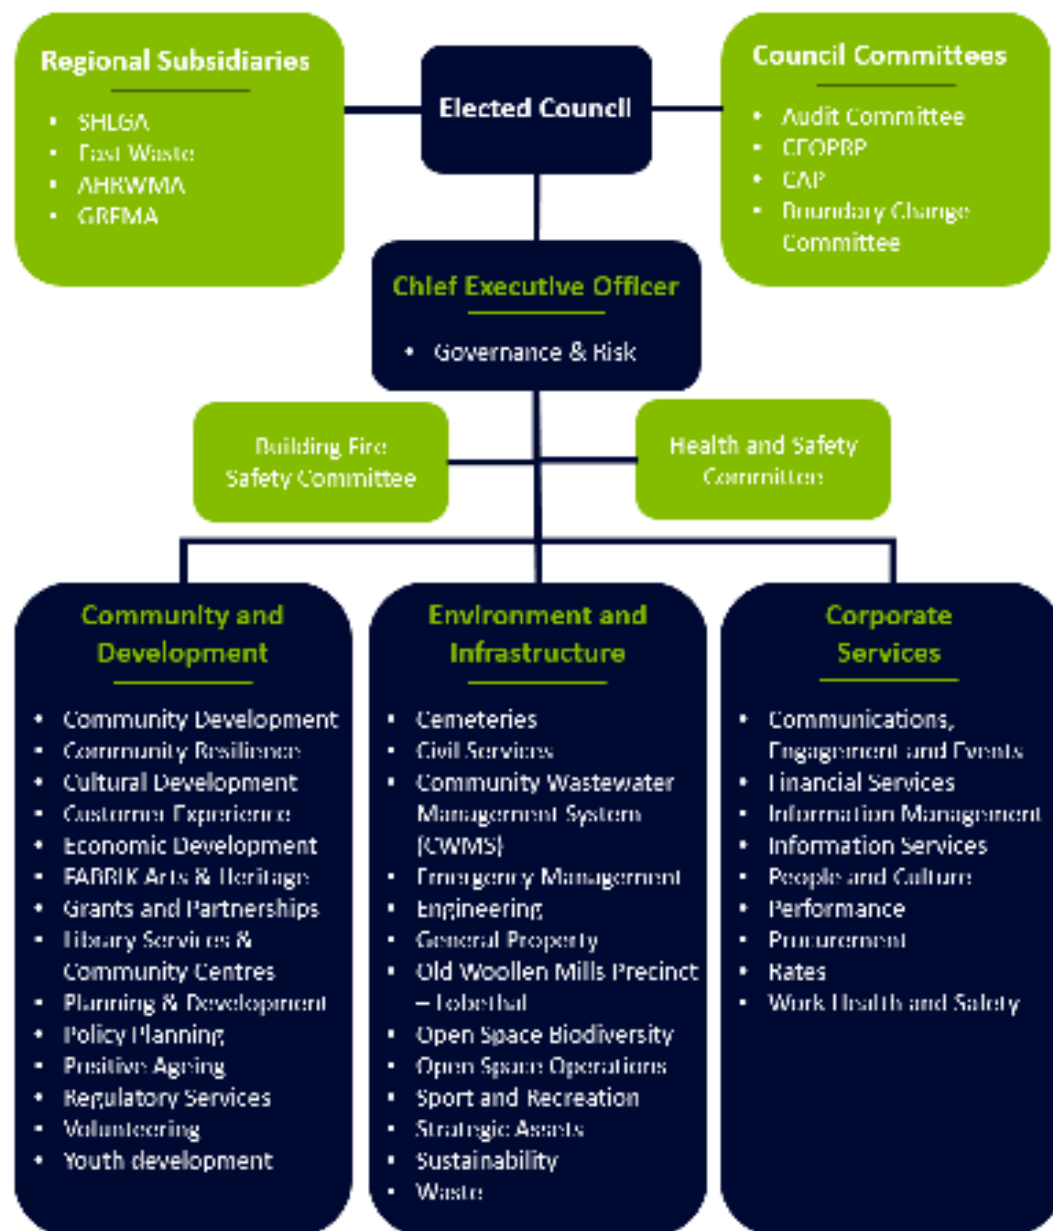 Regional Subsidiaries
• SHLGA
• East Waste
• AHRWMA
• GRFMA
Elected Council
Council Committees
• Audit Committee
• CEOPRP
• CAP
• Boundary Change
Committee
Chief Executive Officer
• Governance & Risk
Building Fire
Safety Committee
Health and Safety
Committee
Community and
Development
• Community Development
• Community Resilience
• Cultural Development
• Customer Experience
• Economic Development
• FABRIK Arts & Heritage
• Grants and Partnerships
• Library Services &
Community Centres
• Planning & Development
• Policy Planning
• Positive Ageing
• Regulatory Services
• Volunteering
• Youth development
Environment and
Infrastructure
• Cemeteries
• Civil Services
• Community Wastewater
Management System
(CWMS)
• Emergency Management
• Engineering
• General Property
• Old Woollen Mills Precinct
– Lobethal
• Open Space Biodiversity
• Open Space Operations
• Sport and Recreation
• Strategic Assets
• Sustainability
• Waste
Corporate
Services
• Communications,
Engagement and Events
• Financial Services
• Information Management
• Information Services
• People and Culture
• Performance
• Procurement
• Rates
• Work Health and Safety